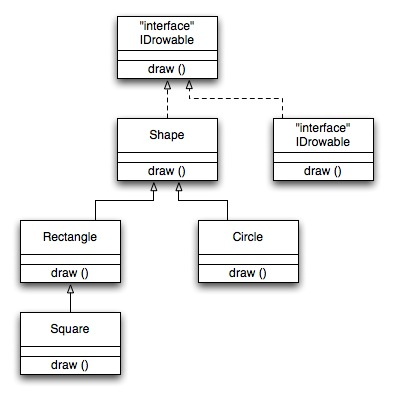 "interface"
IDrowable
draw ()
Shape
draw ()
"interface"
IDrowable
draw ()
Rectangle
draw ()
Circle
draw ()
Square
draw ()